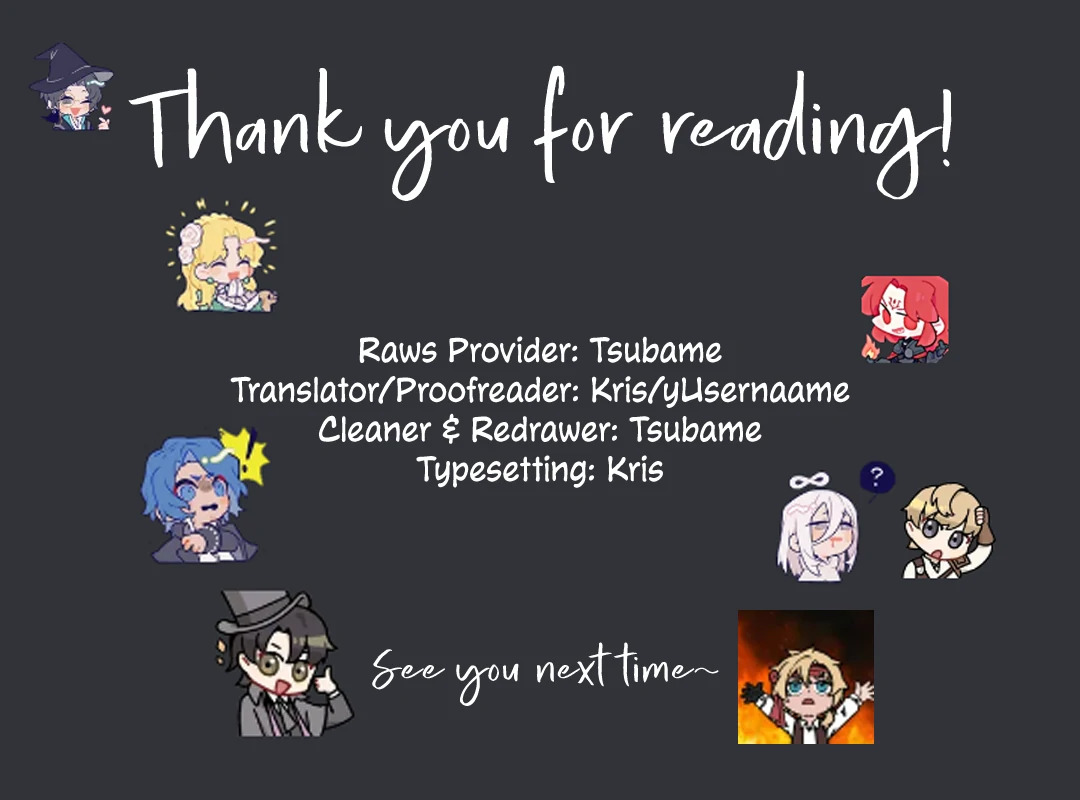 Thank you for reading!
Raws Provider: Tsubame
Translator/Proofreader: Kris/yUsernaame
Cleaner & Redrawer: Tsubame
Typesetting: Kris
?
See you next time~